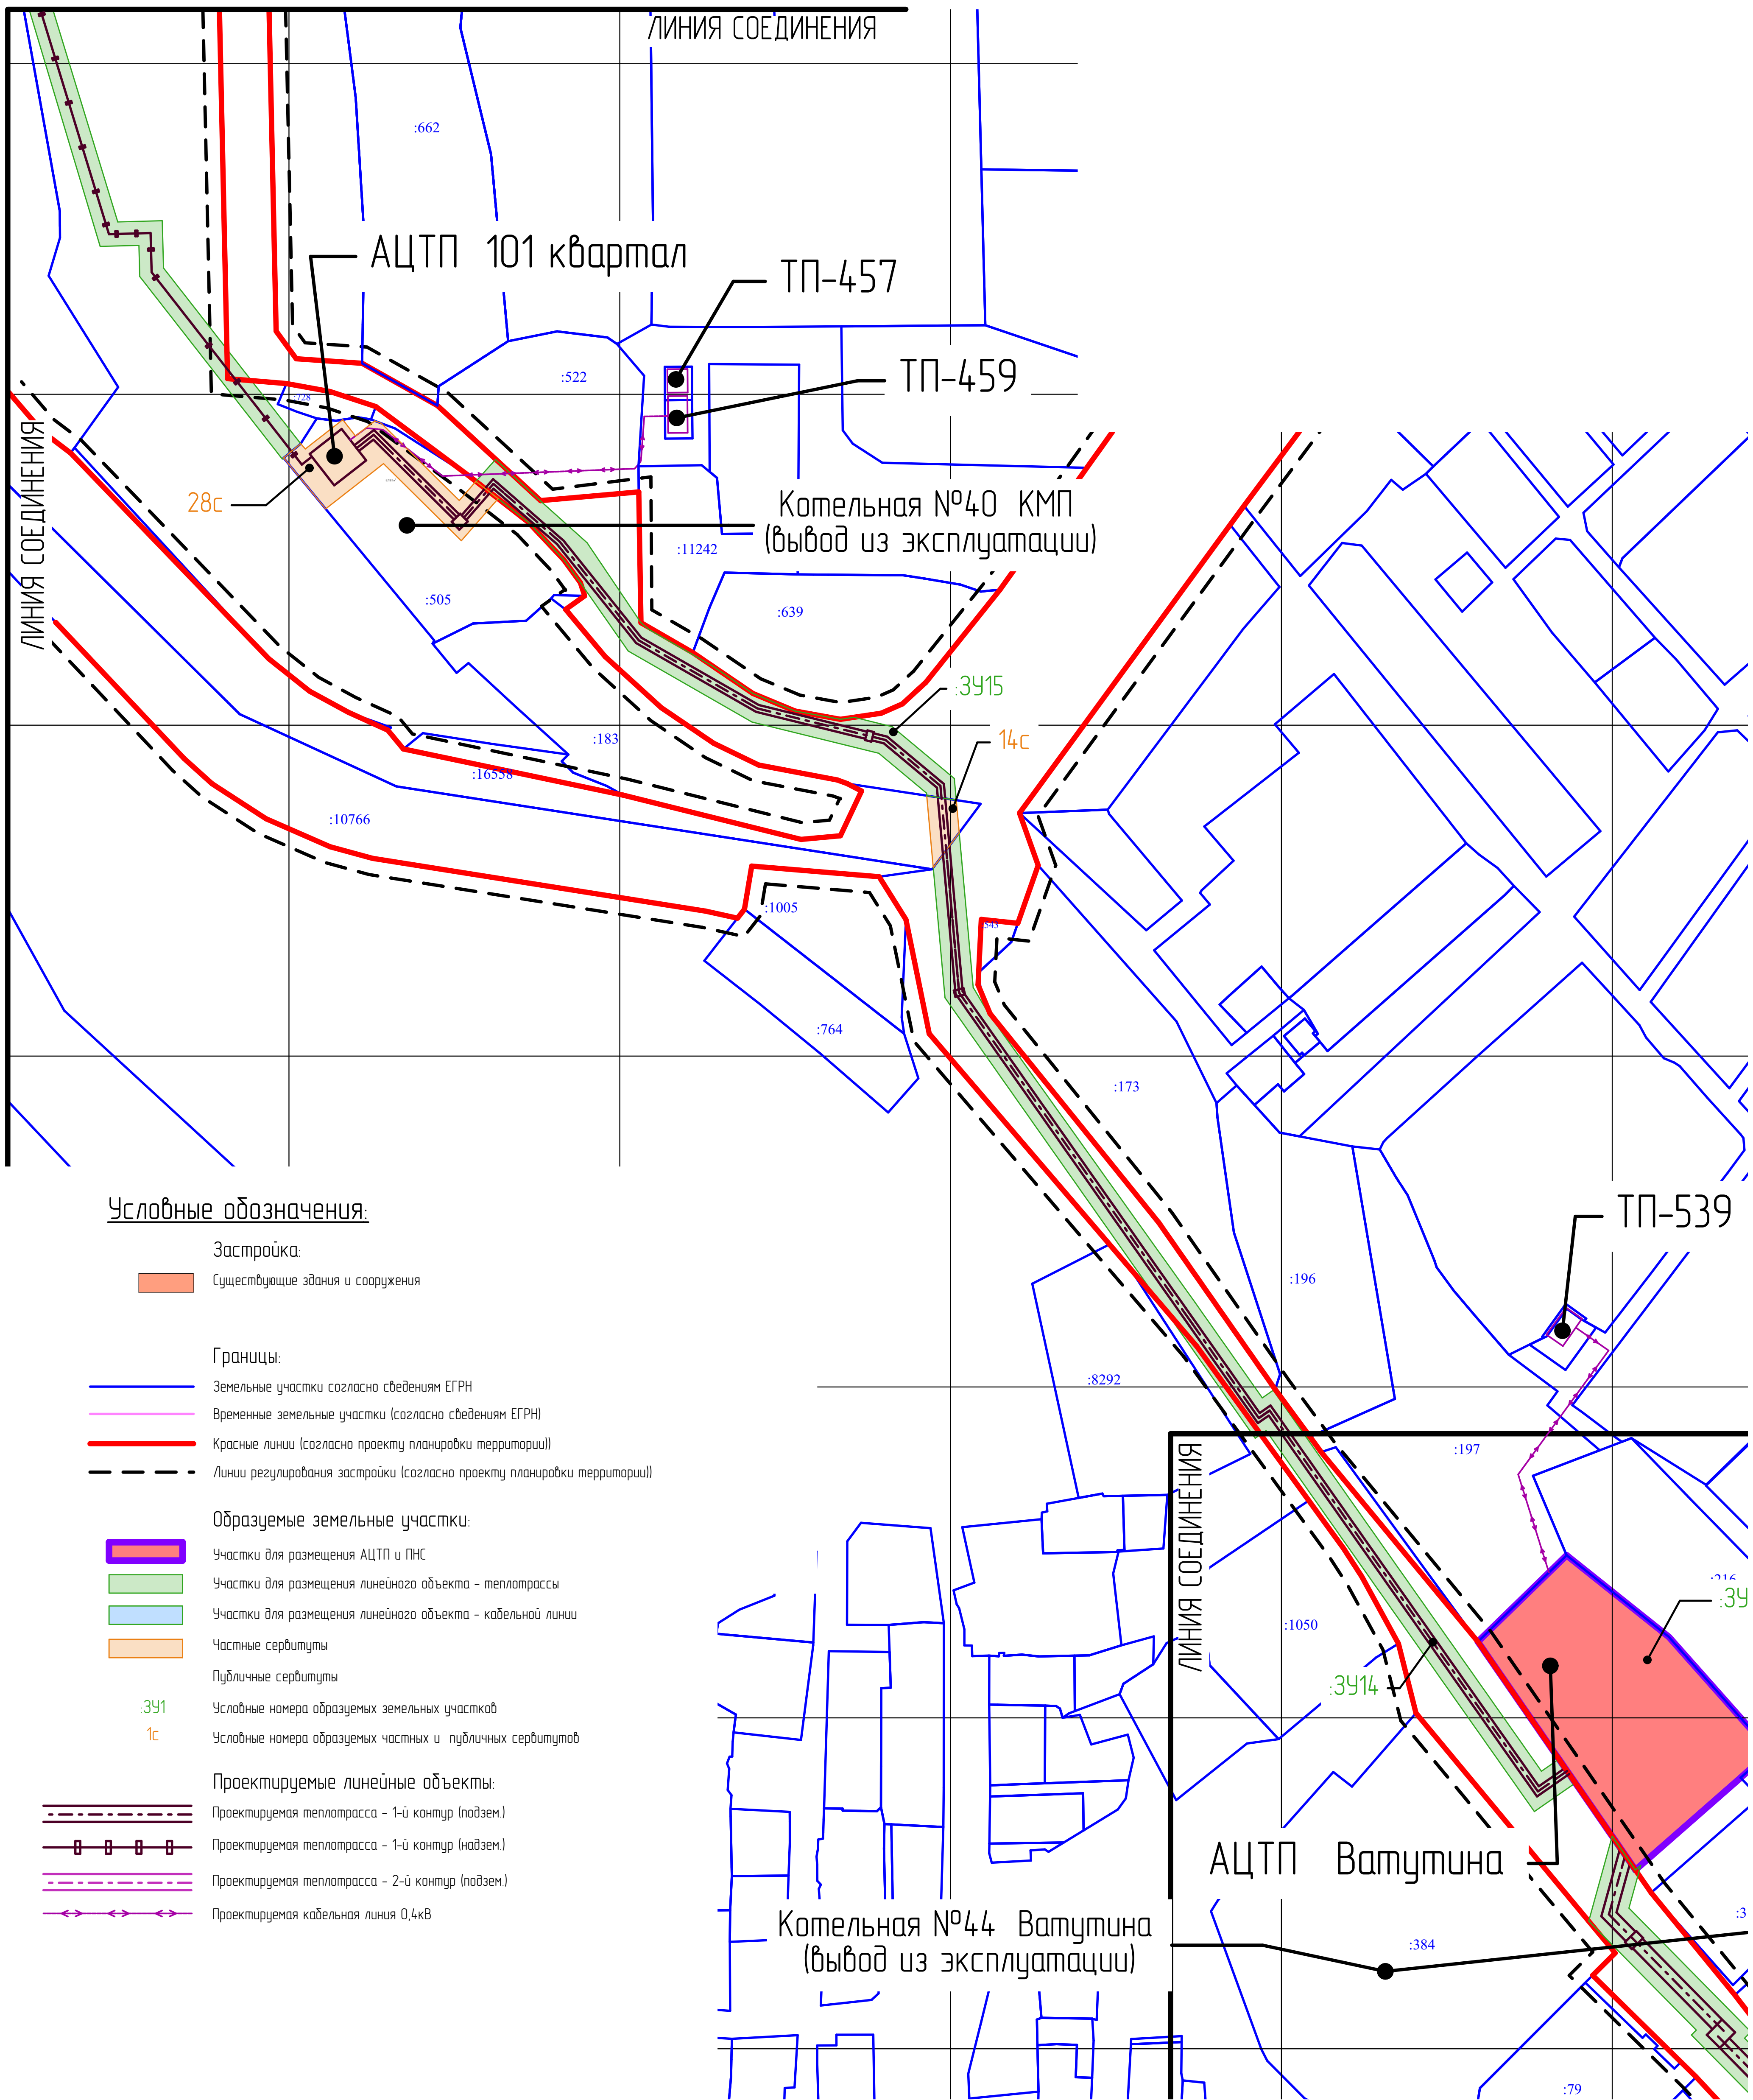 ЛИНИЯ СОЕДИНЕНИЯ
:662
АЦТП 101 квартал
ТП-457
ТП-459
:522
:728
28с
ЛИНИЯ СОЕДИНЕНИЯ
Котельная №40 КМП
(вывод из эксплуатации)
:11242
:505
:639
:ЗУ15
14с
:183
:16558
:10766
:1005
:543
:764
:173
ТП-539
:196
:8292
:197
ЛИНИЯ СОЕДИНЕНИЯ
:216
:ЗУ
:1050
:ЗУ14
АЦТП Ватутина
Котельная №44 Ватутина
(вывод из эксплуатации)
:384
:3
:79
Условные обозначения:
Застройка:
Существующие здания и сооружения
Границы:
Земельные участки согласно сведениям ЕГРН
Временные земельные участки (согласно сведениям ЕГРН)
Красные линии (согласно проекту планировки территории))
Линии регулирования застройки (согласно проекту планировки территории))
Образуемые земельные участки:
Участки для размещения АЦТП и ПНС
Участки для размещения линейного объекта - теплотрассы
Участки для размещения линейного объекта - кабельной линии
Частные сервитуты
Публичные сервитуты
:ЗУ1 Условные номера образуемых земельных участков
1с Условные номера образуемых частных и публичных сервитутов
Проектируемые линейные объекты:
Проектируемая теплотрасса - 1-й контур (подзем.)
Проектируемая теплотрасса - 1-й контур (надзем.)
Проектируемая теплотрасса - 2-й контур (подзем.)
Проектируемая кабельная линия 0,4кВ